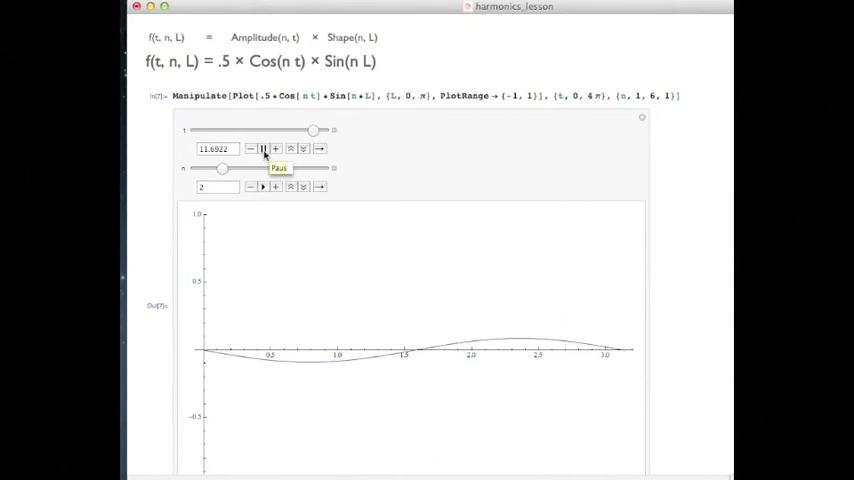 harmonics_lesson
f(t, n, L) = Amplitude(n, t) × Shape(n, L)
f(t, n, L) = .5 × Cos(n t) × Sin(n L)
In[7]:= Manipulate[Plot[.5*Cos[n t]*Sin[n*L], {L, 0, π}, PlotRange → {-1, 1}], {t, 0, 4 π}, {n, 1, 6, 1}]
t
11.6922
n
Paus
2
1.0
0.5
Out[7]=
0.5 1.0 1.5 2.0 2.5 3.0
-0.5